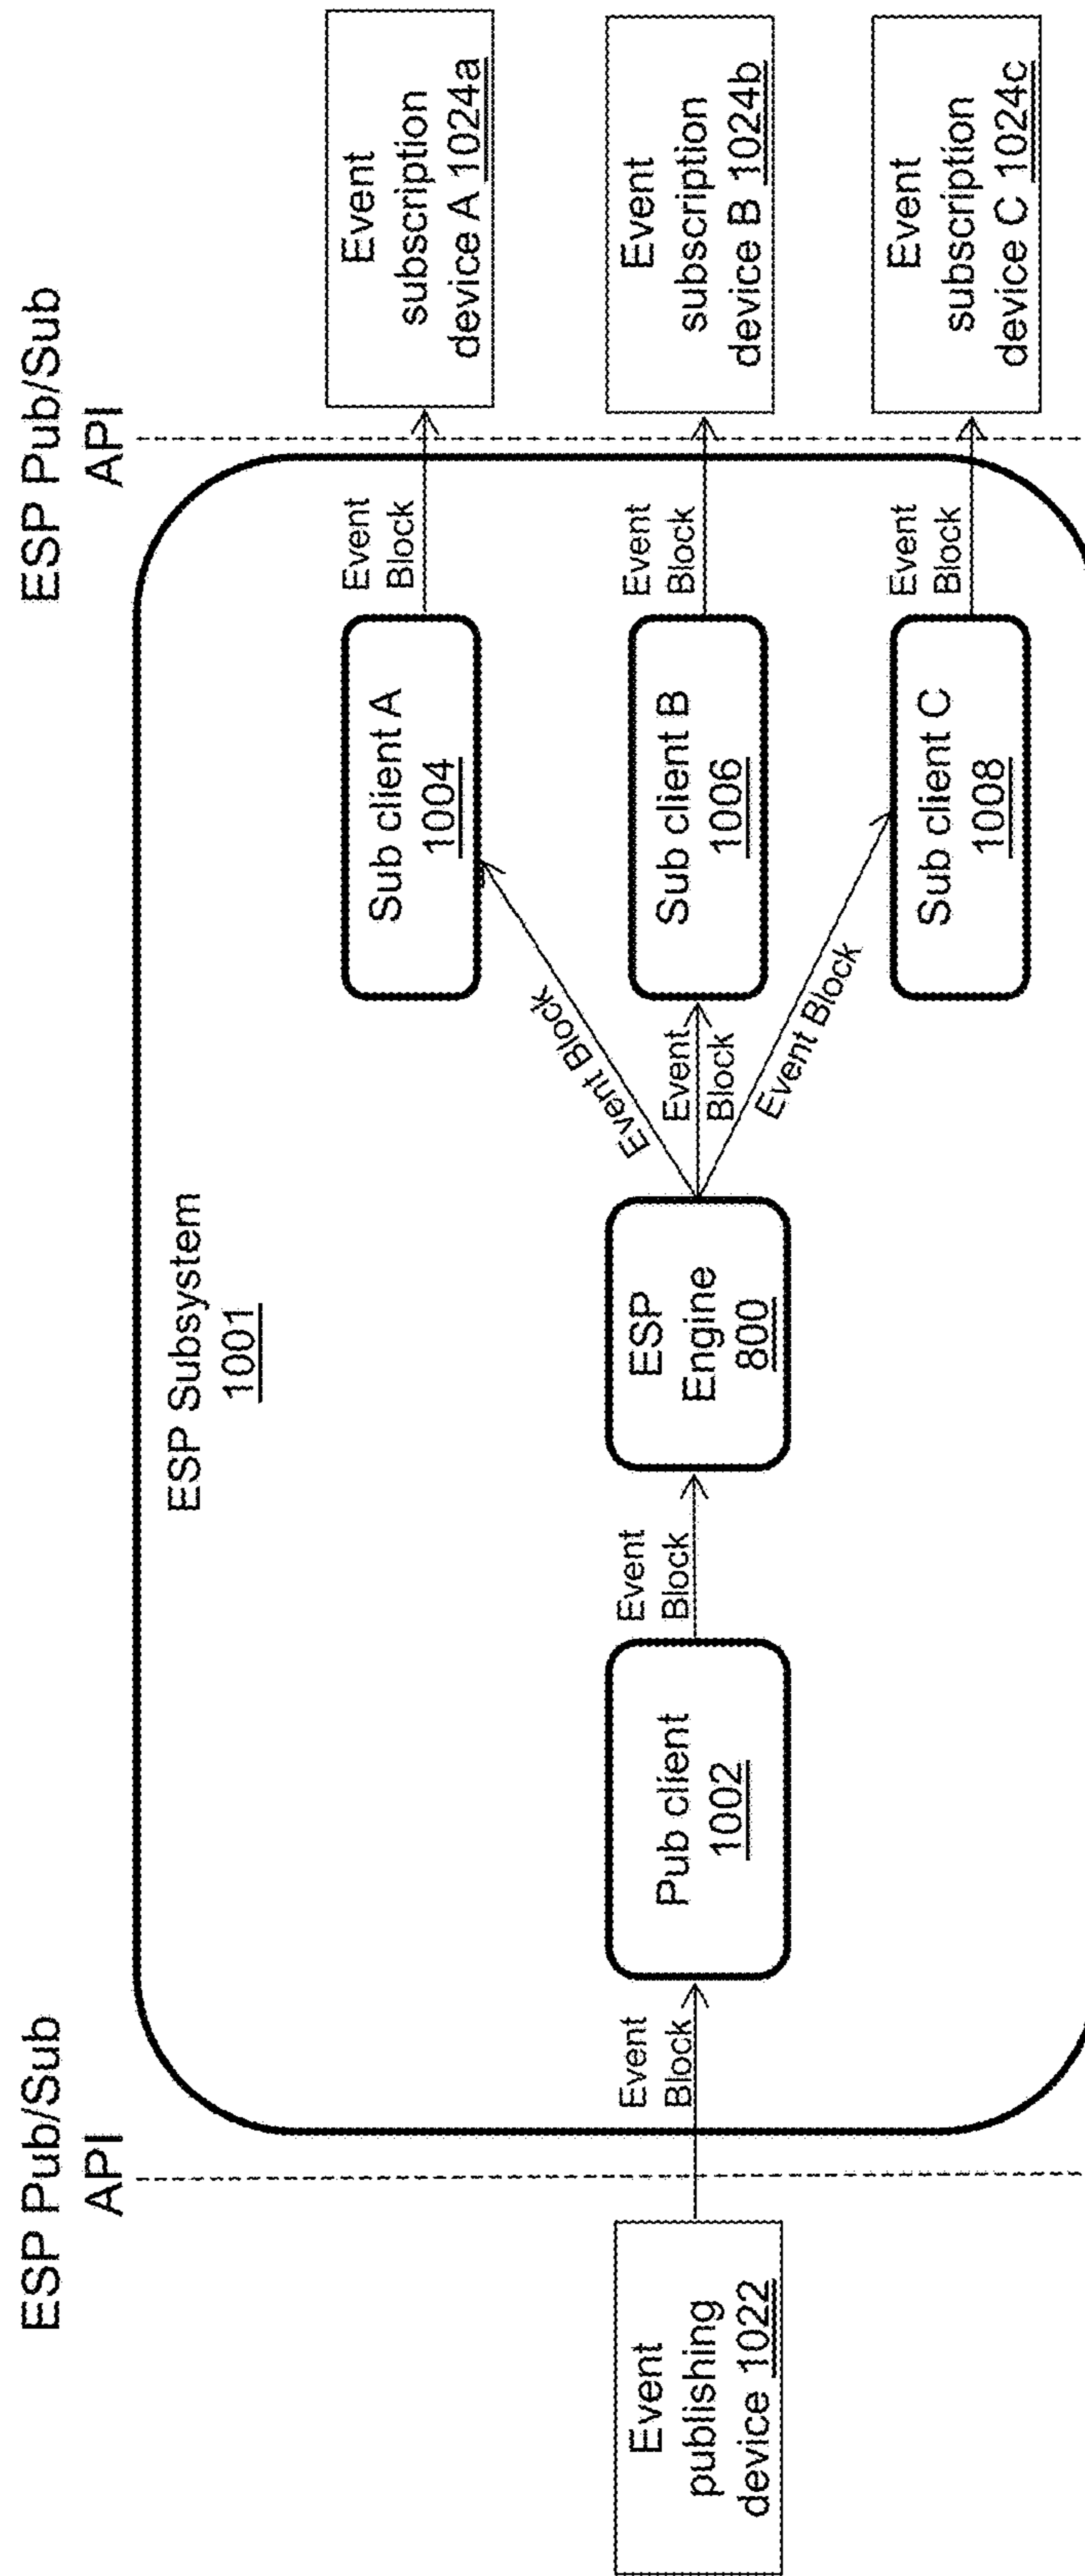 ESP Pub/Sub
API
ESP Pub/Sub
API
ESP Subsystem
1001
Event
publishing
device 1022
Event
Block
Pub client
1002
Event
Block
ESP
Engine
800
Event Block
Event
Block
Event Block
Sub client A
1004
Sub client B
1006
Sub client C
1008
Event
Block
Event
Block
Event
Block
Event
subscription
device A 1024a
Event
subscription
device B 1024b
Event
subscription
device C 1024c